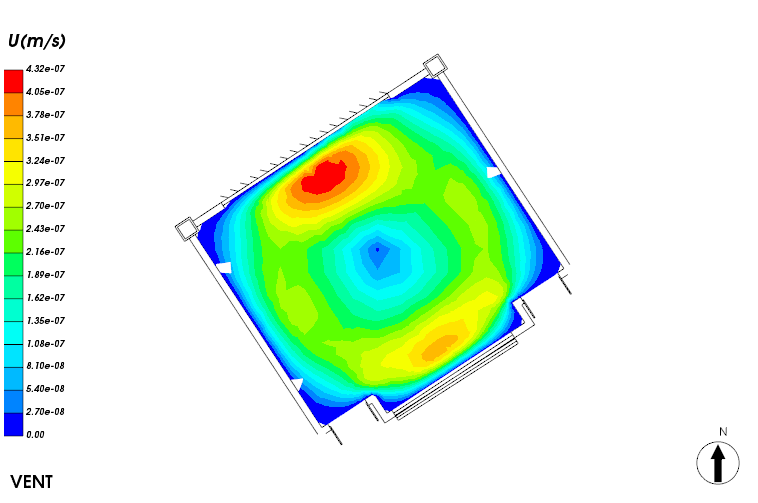 U(m/s)
4.32e-07
4.05e-07
3.78e-07
3.51e-07
3.24e-07
2.97e-07
2.70e-07
2.43e-07
2.16e-07
1.89e-07
1.62e-07
1.35e-07
1.08e-07
8.10e-08
5.40e-08
2.70e-08
0.00
N
VENT